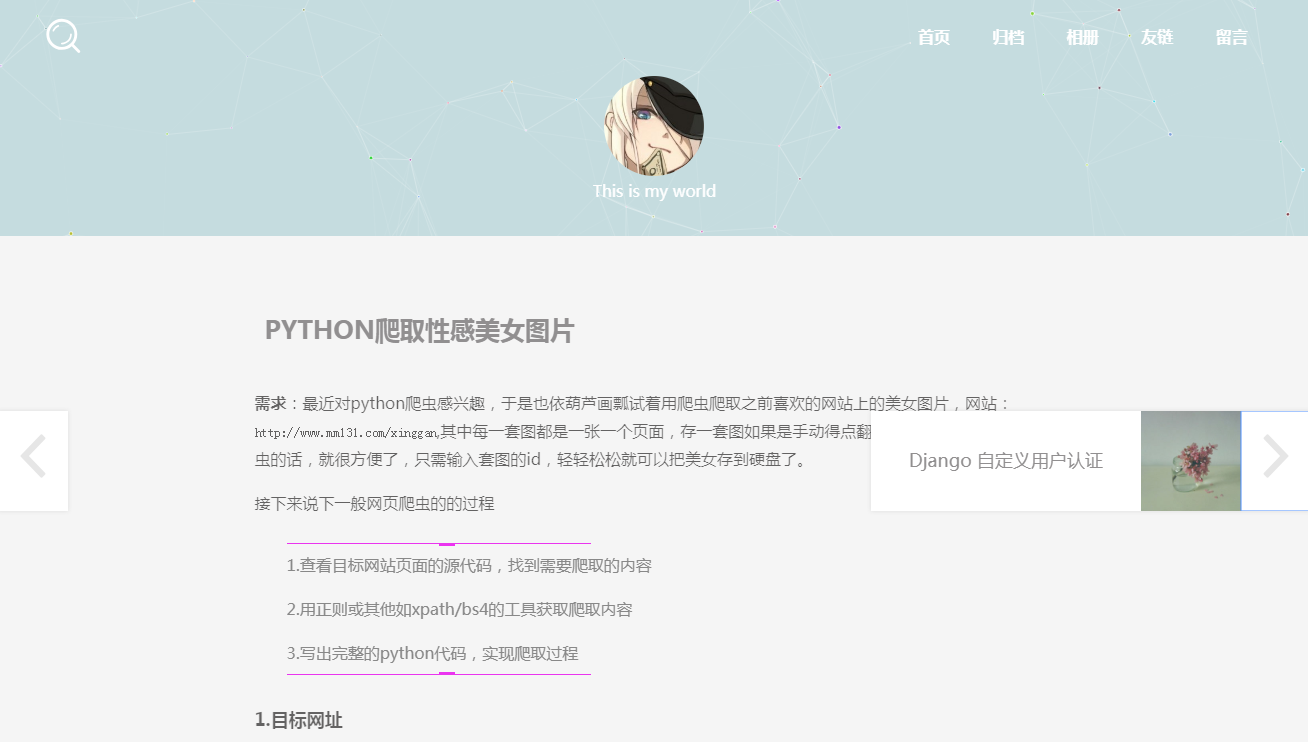 首页 归档 相册 友链 留言
This is my world
PYTHON爬取性感美女图片
需求：最近对python爬虫感兴趣，于是也依葫芦画瓢试着用爬虫爬取之前喜欢的网站上的美女图片，网站：
http://www.mm131.com/xinggan,其中每一套图都是一张一个页面，存一套图如果是手动得点翻
虫的话，就很方便了，只需输入套图的id，轻轻松松就可以把美女存到硬盘了。
Django 自定义用户认证
接下来说下一般网页爬虫的的过程
1.查看目标网站页面的源代码，找到需要爬取的内容
2.用正则或其他如xpath/bs4的工具获取爬取内容
3.写出完整的python代码，实现爬取过程
1.目标网址